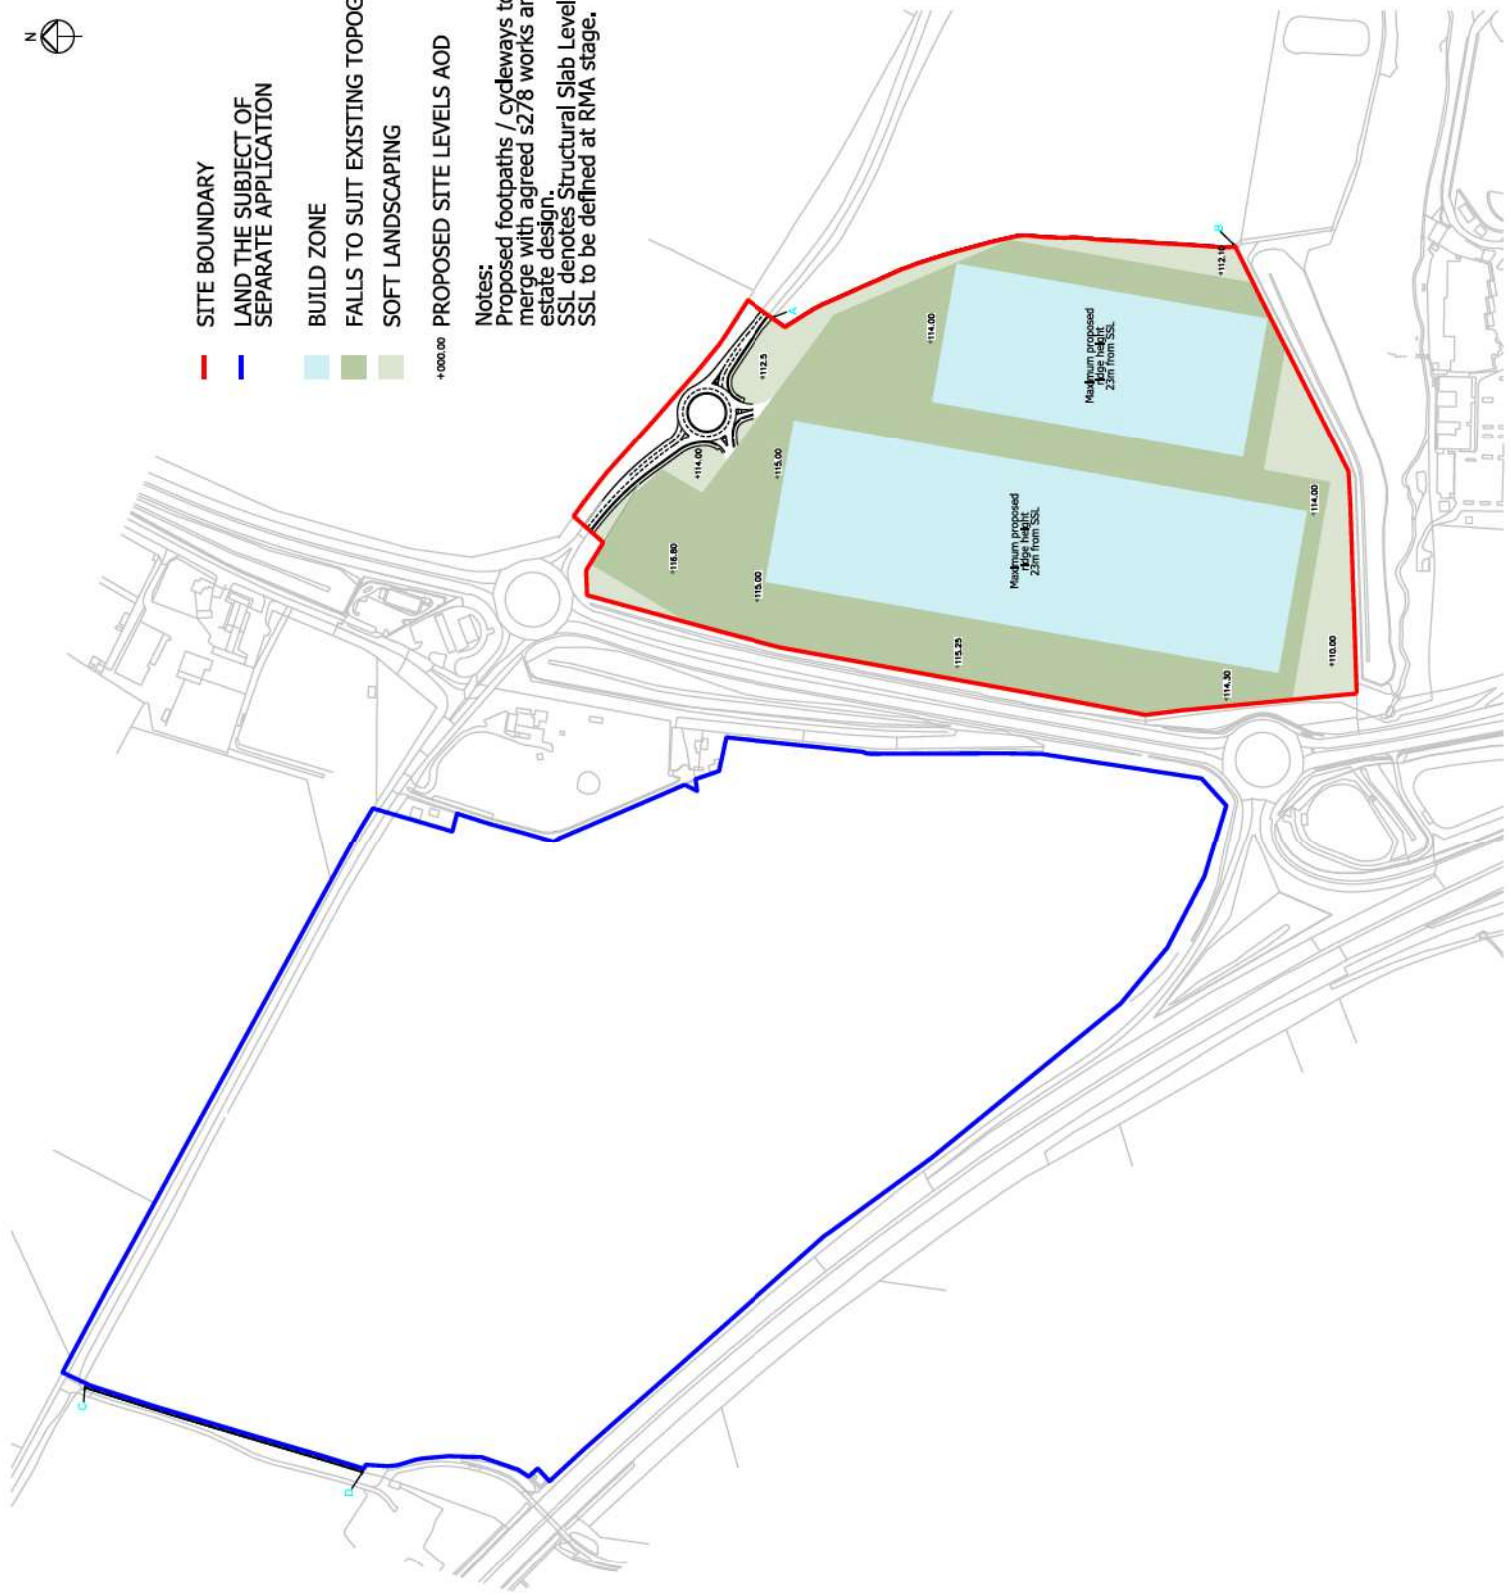 N
SITE BOUNDARY
LAND THE SUBJECT OF
SEPARATE APPLICATION
BUILD ZONE
FALLS TO SUIT EXISTING TOPOG
SOFT LANDSCAPING
+000.00 PROPOSED SITE LEVELS AOD
Notes:
Proposed footpaths / cycleways to
merge with agreed s278 works an
estate design.
SSL denotes Structural Slab Level
SSL to be defined at RMA stage.
A
B
C
D
+112.5
+114.00
+115.00
+116.80
+115.00
+114.00
+112.10
+115.25
+114.30
+114.00
+110.00
Maximum proposed
ridge height
23m from SSL
Maximum proposed
ridge height
23m from SSL